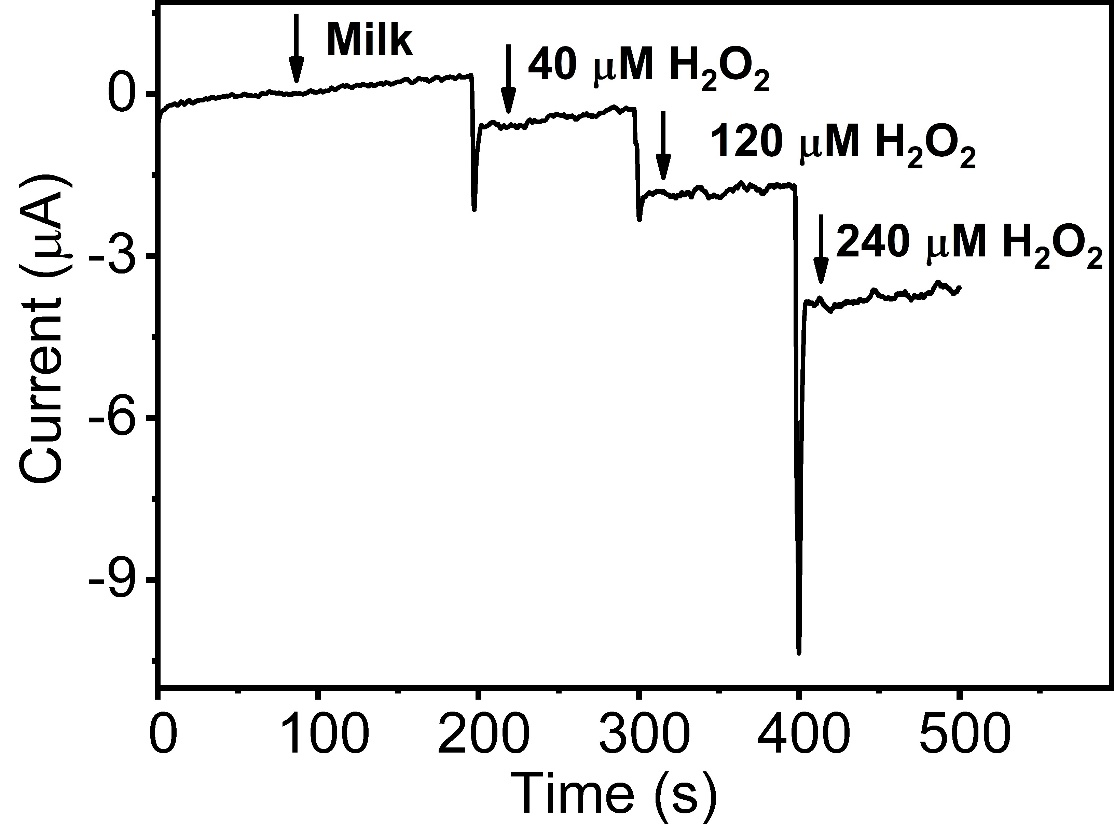 Milk
40 μM H₂O₂
120 μM H₂O₂
240 μM H₂O₂
0
-3
-6
-9
Current (μA)
0 100 200 300 400 500
Time (s)